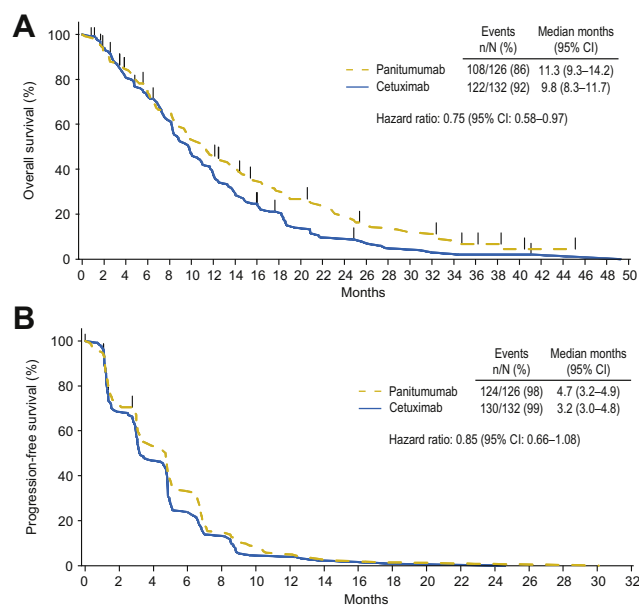 A
Overall survival (%)
100
80
60
40
20
0
Events Median months
n/N (%) (95% CI)
Panitumumab 108/126 (86) 11.3 (9.3–14.2)
Cetuximab 122/132 (92) 9.8 (8.3–11.7)
Hazard ratio: 0.75 (95% CI: 0.58–0.97)
0 2 4 6 8 10 12 14 16 18 20 22 24 26 28 30 32 34 36 38 40 42 44 46 48 50
Months
B
Progression-free survival (%)
100
80
60
40
20
0
Events Median months
n/N (%) (95% CI)
Panitumumab 124/126 (98) 4.7 (3.2–4.9)
Cetuximab 130/132 (99) 3.2 (3.0–4.8)
Hazard ratio: 0.85 (95% CI: 0.66–1.08)
0 2 4 6 8 10 12 14 16 18 20 22 24 26 28 30 32
Months